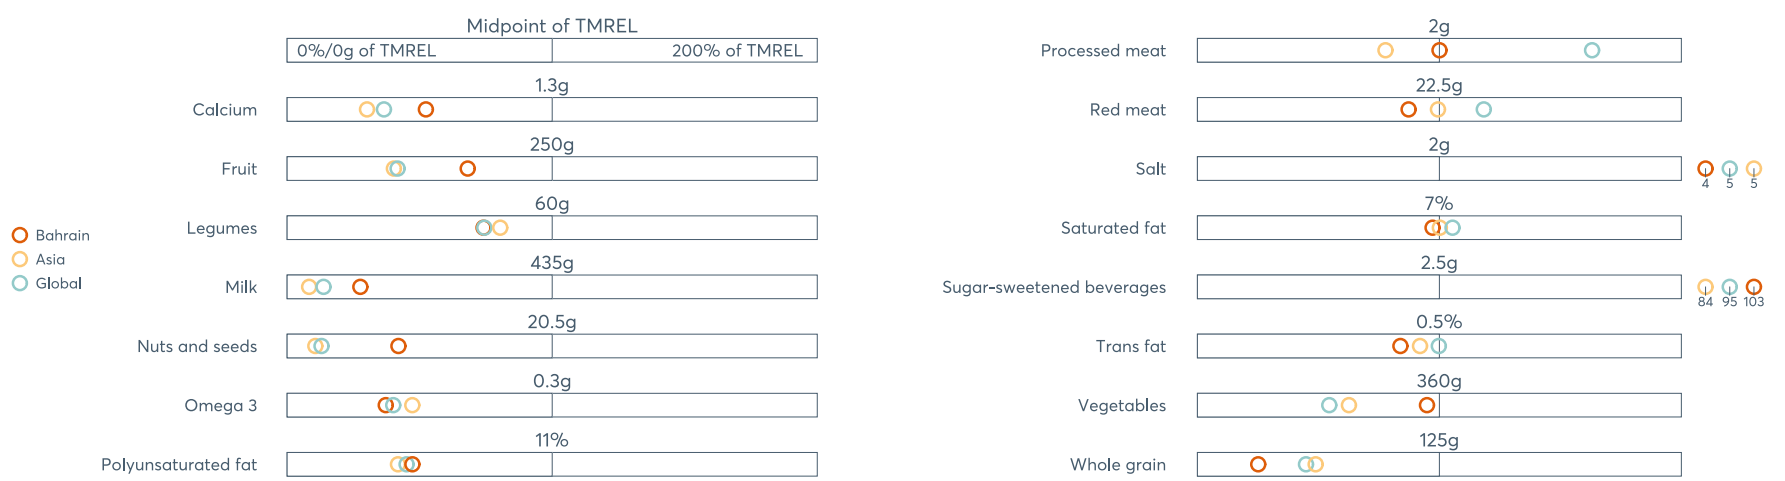 Midpoint of TMREL
0%/0g of TMREL 200% of TMREL
1.3g
Calcium
250g
Fruit
60g
Legumes
435g
Milk
20.5g
Nuts and seeds
0.3g
Omega 3
11%
Polyunsaturated fat
Bahrain
Asia
Global
2g
Processed meat
22.5g
Red meat
2g
Salt
4 5 5
7%
Saturated fat
2.5g
Sugar-sweetened beverages
84 95 103
0.5%
Trans fat
360g
Vegetables
125g
Whole grain